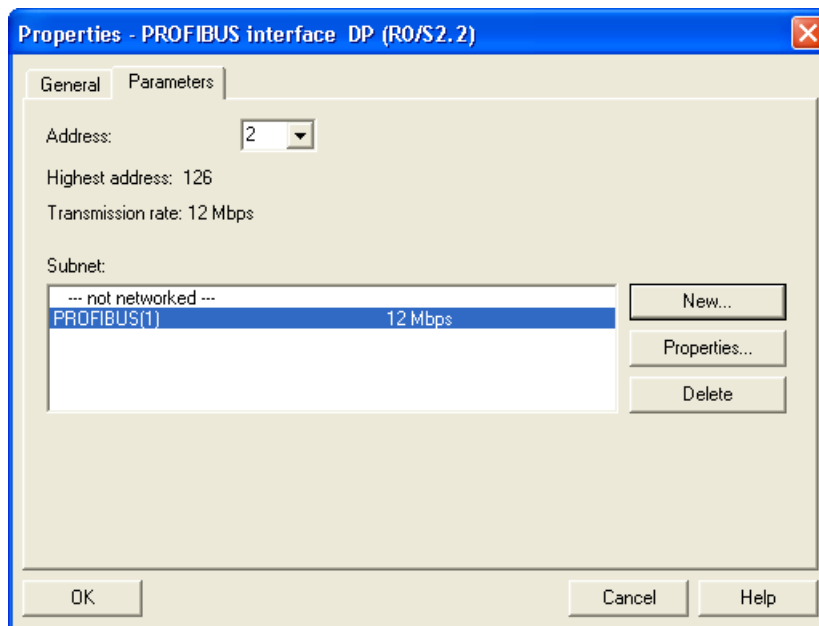 Properties - PROFIBUS interface  DP (R0/S2.2)
General Parameters
Address: 2
Highest address: 126
Transmission rate: 12 Mbps
Subnet:
--- not networked ---
PROFIBUS(1) 12 Mbps
New...
Properties...
Delete
OK Cancel Help